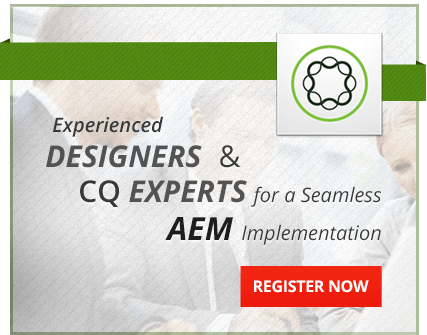 Experienced
DESIGNERS &
CQ EXPERTS for a Seamless
AEM Implementation
REGISTER NOW